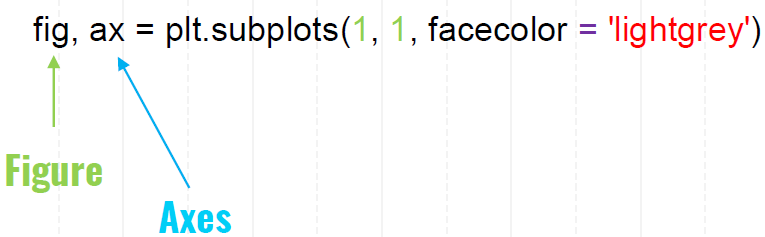 fig, ax = plt.subplots(1, 1, facecolor = 'lightgrey')
Figure
Axes